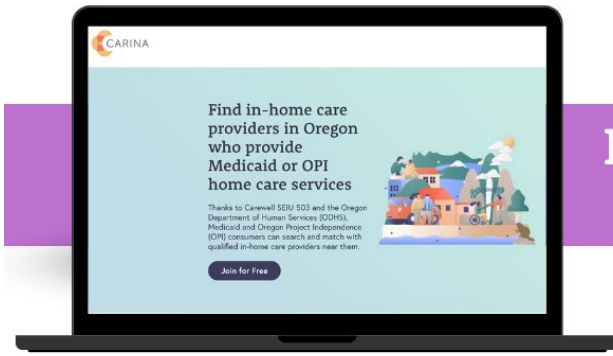 CARINA
Find in-home care
providers in Oregon
who provide
Medicaid or OPI
home care services
Thanks to Carewell SEIU 503 and the Oregon
Department of Human Services (ODHS),
Medicaid and Oregon Project Independence
(OPI) consumers can search and match with
qualified in-home care providers near them.
Join for Free